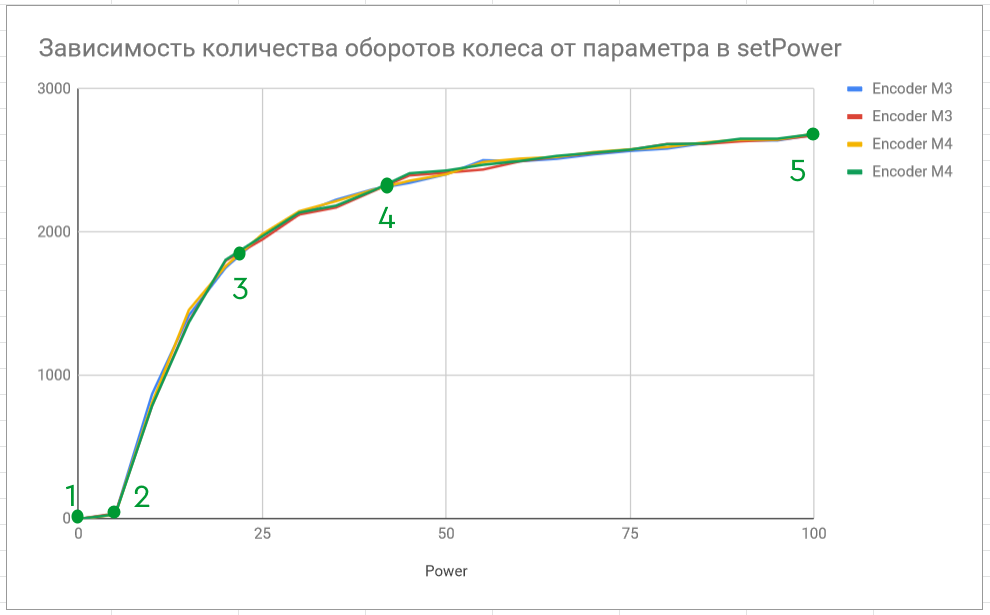 Зависимость количества оборотов колеса от параметра в setPower
3000
2000
1000
0
0
25
50
75
100
Power
Encoder M3
Encoder M3
Encoder M4
Encoder M4
1
2
3
4
5